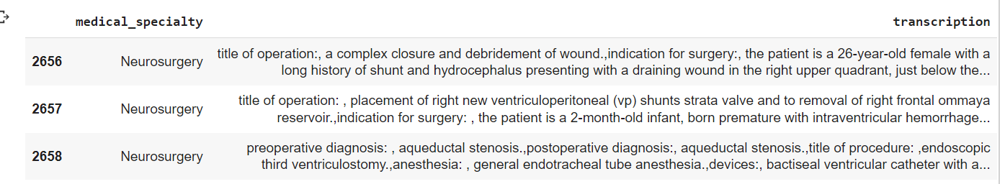 medical_specialty transcription
2656 Neurosurgery title of operation:, a complex closure and debridement of wound.,indication for surgery:, the patient is a 26-year-old female with a
long history of shunt and hydrocephalus presenting with a draining wound in the right upper quadrant, just below the...
2657 Neurosurgery title of operation: , placement of right new ventriculoperitoneal (vp) shunts strata valve and to removal of right frontal ommaya
reservoir.,indication for surgery: , the patient is a 2-month-old infant, born premature with intraventricular hemorrhage...
2658 Neurosurgery preoperative diagnosis: , aqueductal stenosis.,postoperative diagnosis:, aqueductal stenosis.,title of procedure: ,endoscopic
third ventriculostomy.,anesthesia: , general endotracheal tube anesthesia.,devices:, bactiseal ventricular catheter with a...